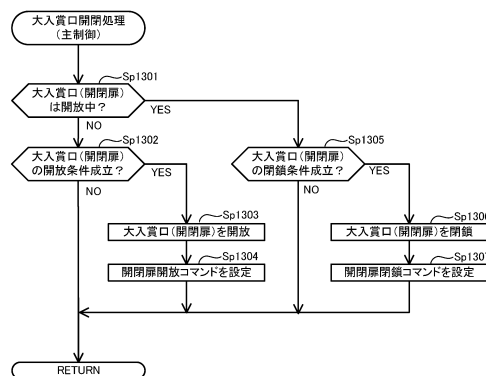 大入賞口開閉処理
(主制御)
Sp1301
大入賞口(開閉扉)
は開放中?
YES
NO
Sp1302
大入賞口(開閉扉)
の開放条件成立?
YES
NO
Sp1305
大入賞口(開閉扉)
の閉鎖条件成立?
YES
NO
Sp1303
大入賞口(開閉扉)を開放
Sp1304
開閉扉開放コマンドを設定
Sp1306
大入賞口(開閉扉)を閉鎖
Sp1307
開閉扉閉鎖コマンドを設定
RETURN